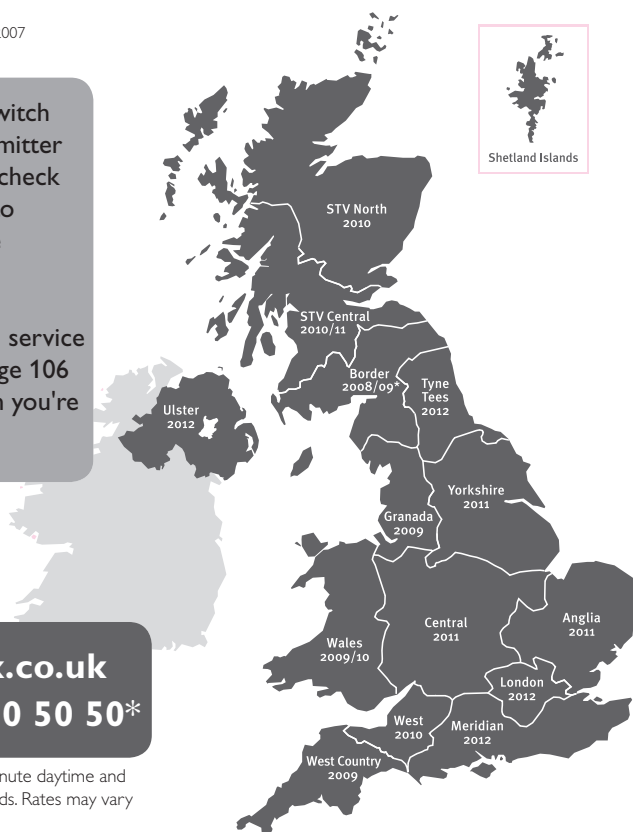 2007
witch
mitter
check
o
service
ge 106
n you're
x.co.uk
0 50 50*
nute daytime and
ds. Rates may vary
Shetland Islands
STV North
2010
STV Central
2010/11
Border
2008/09*
Tyne
Tees
2012
Ulster
2012
Yorkshire
2011
Granada
2009
Central
2011
Anglia
2011
Wales
2009/10
London
2012
West
2010
Meridian
2012
West Country
2009